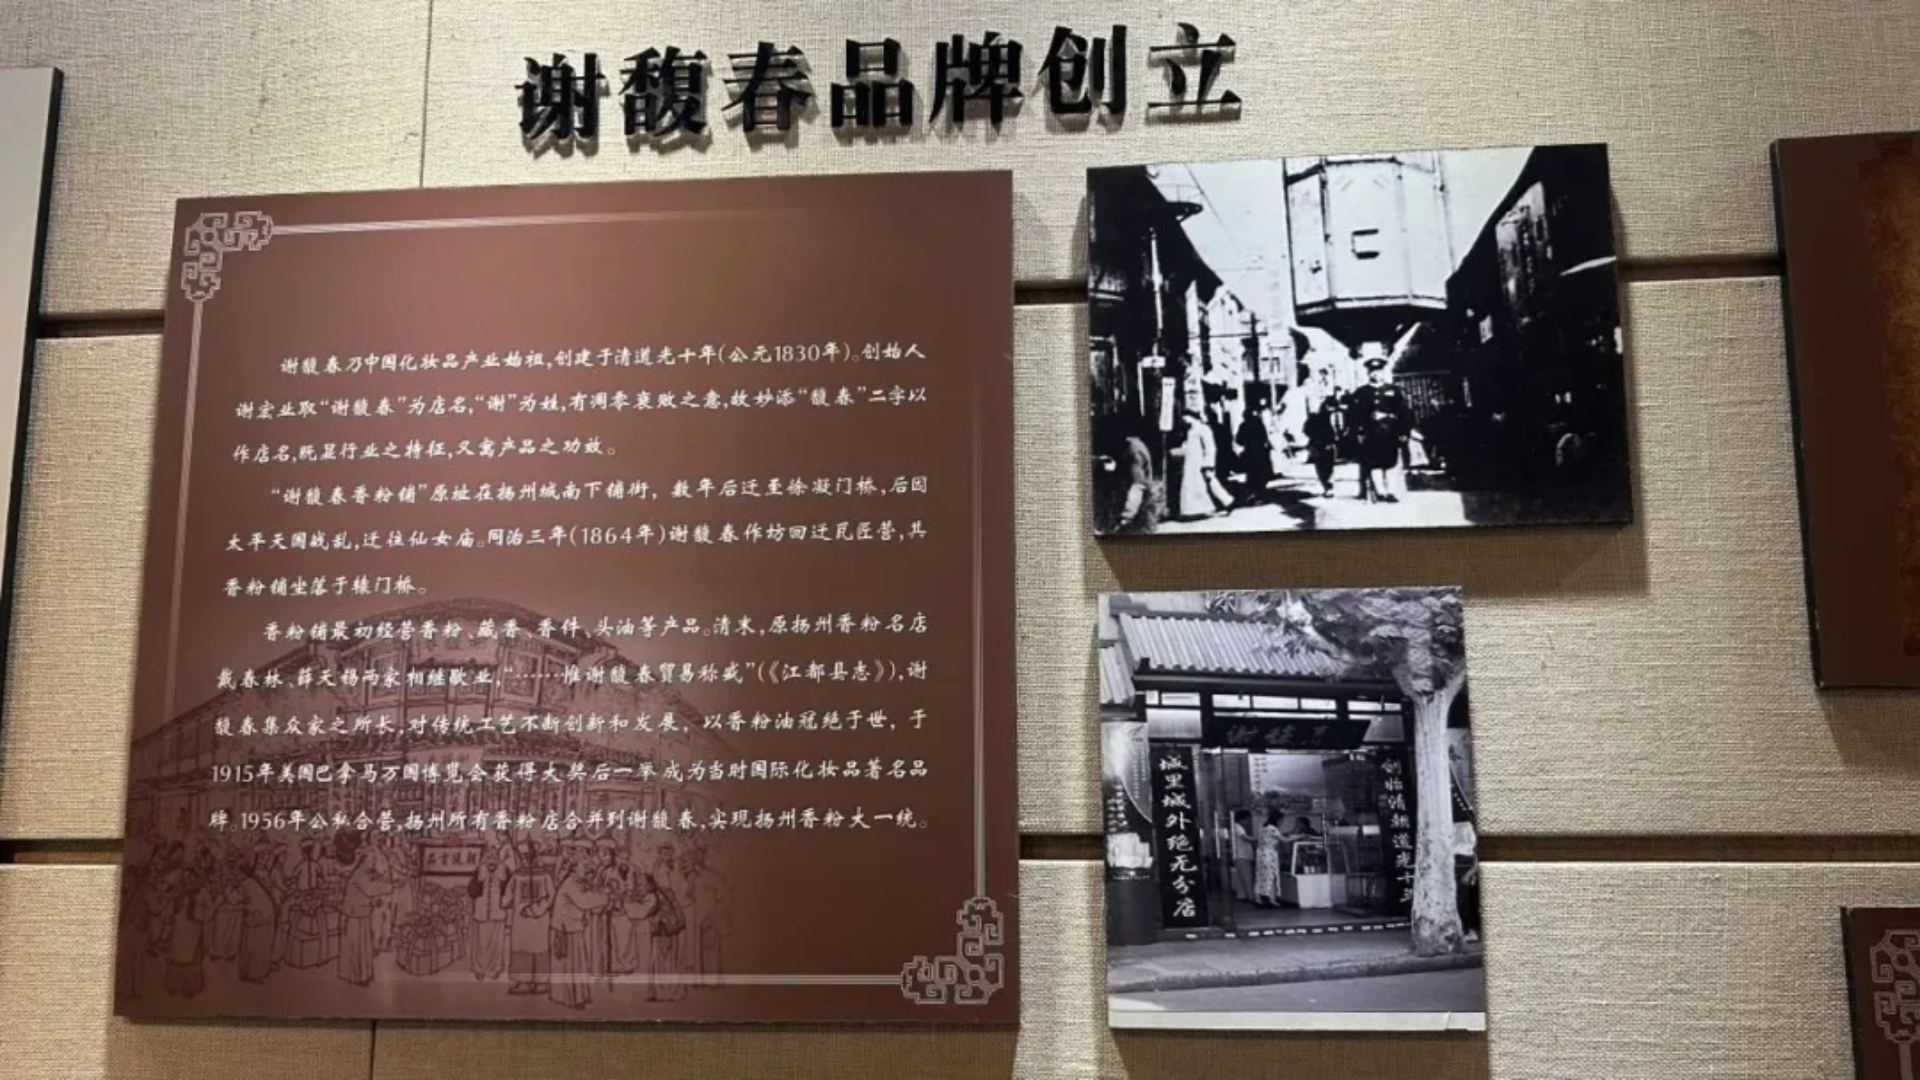 谢馥春品牌创立
谢馥春乃中国化妆品产业始祖,创建于清道光十年(公元1830年)。创始人
谢宏业取“谢馥春”为店名,“谢”为姓,有凋零衰败之意,故妙添“馥春”二字以
作店名,既显行业之特征,又寓产品之功效。
“谢馥春香粉铺”原址在扬州城南下铺街，数年后迁至徐凝门桥,后因
太平天国战乱,迁往仙女庙。同治三年(1864年)谢馥春作坊回迁瓦匠营,其
香粉铺坐落于辕门桥。
香粉铺最初经营香粉、藏香、香件、头油等产品。清末,原扬州香粉名店
戴春林、薛天锡两家相继歇业,“……惟谢馥春贸易称盛”(《江都县志》),谢
馥春集众家之所长,对传统工艺不断创新和发展，以香粉油冠绝于世，于
1915年美国巴拿马万国博览会获得大奖后一举成为当时国际化妆品著名品
牌。1956年公私合营,扬州所有香粉店合并到谢馥春,实现扬州香粉大一统。
谢馥春
城里城外绝无分店
创始清朝道光十年